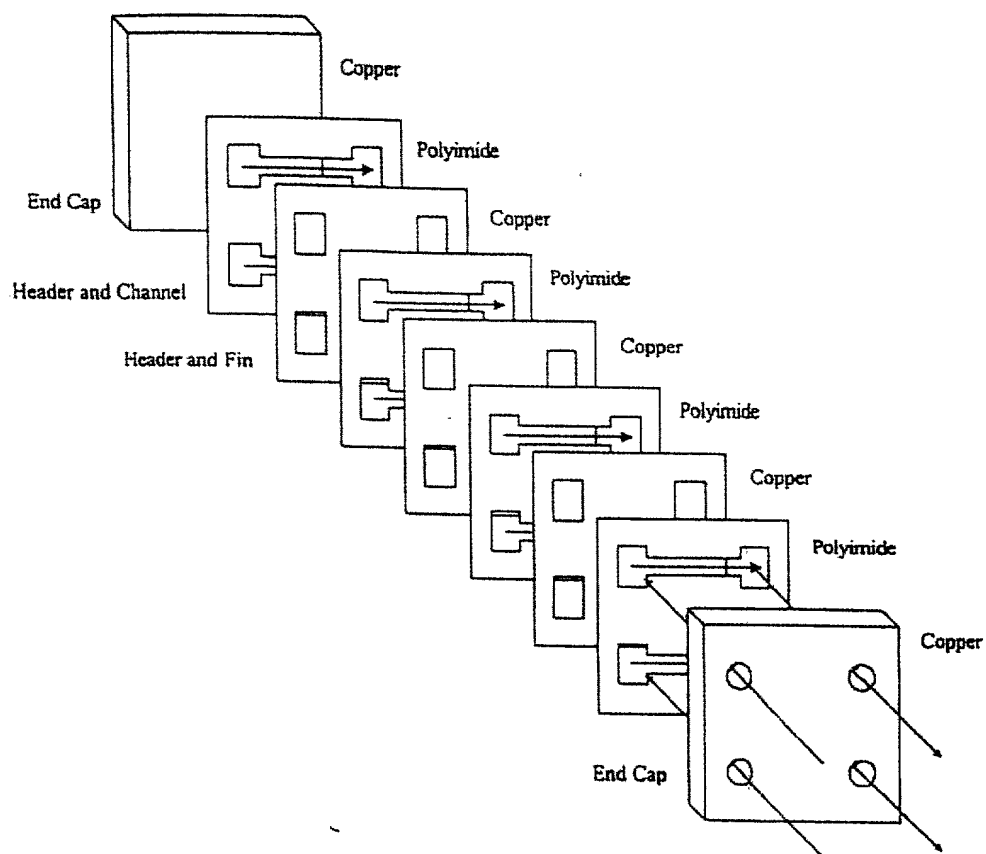 Copper
Polyimide
End Cap
Copper
Polyimide
Header and Channel
Copper
Header and Fin
Polyimide
Copper
Polyimide
Copper
End Cap